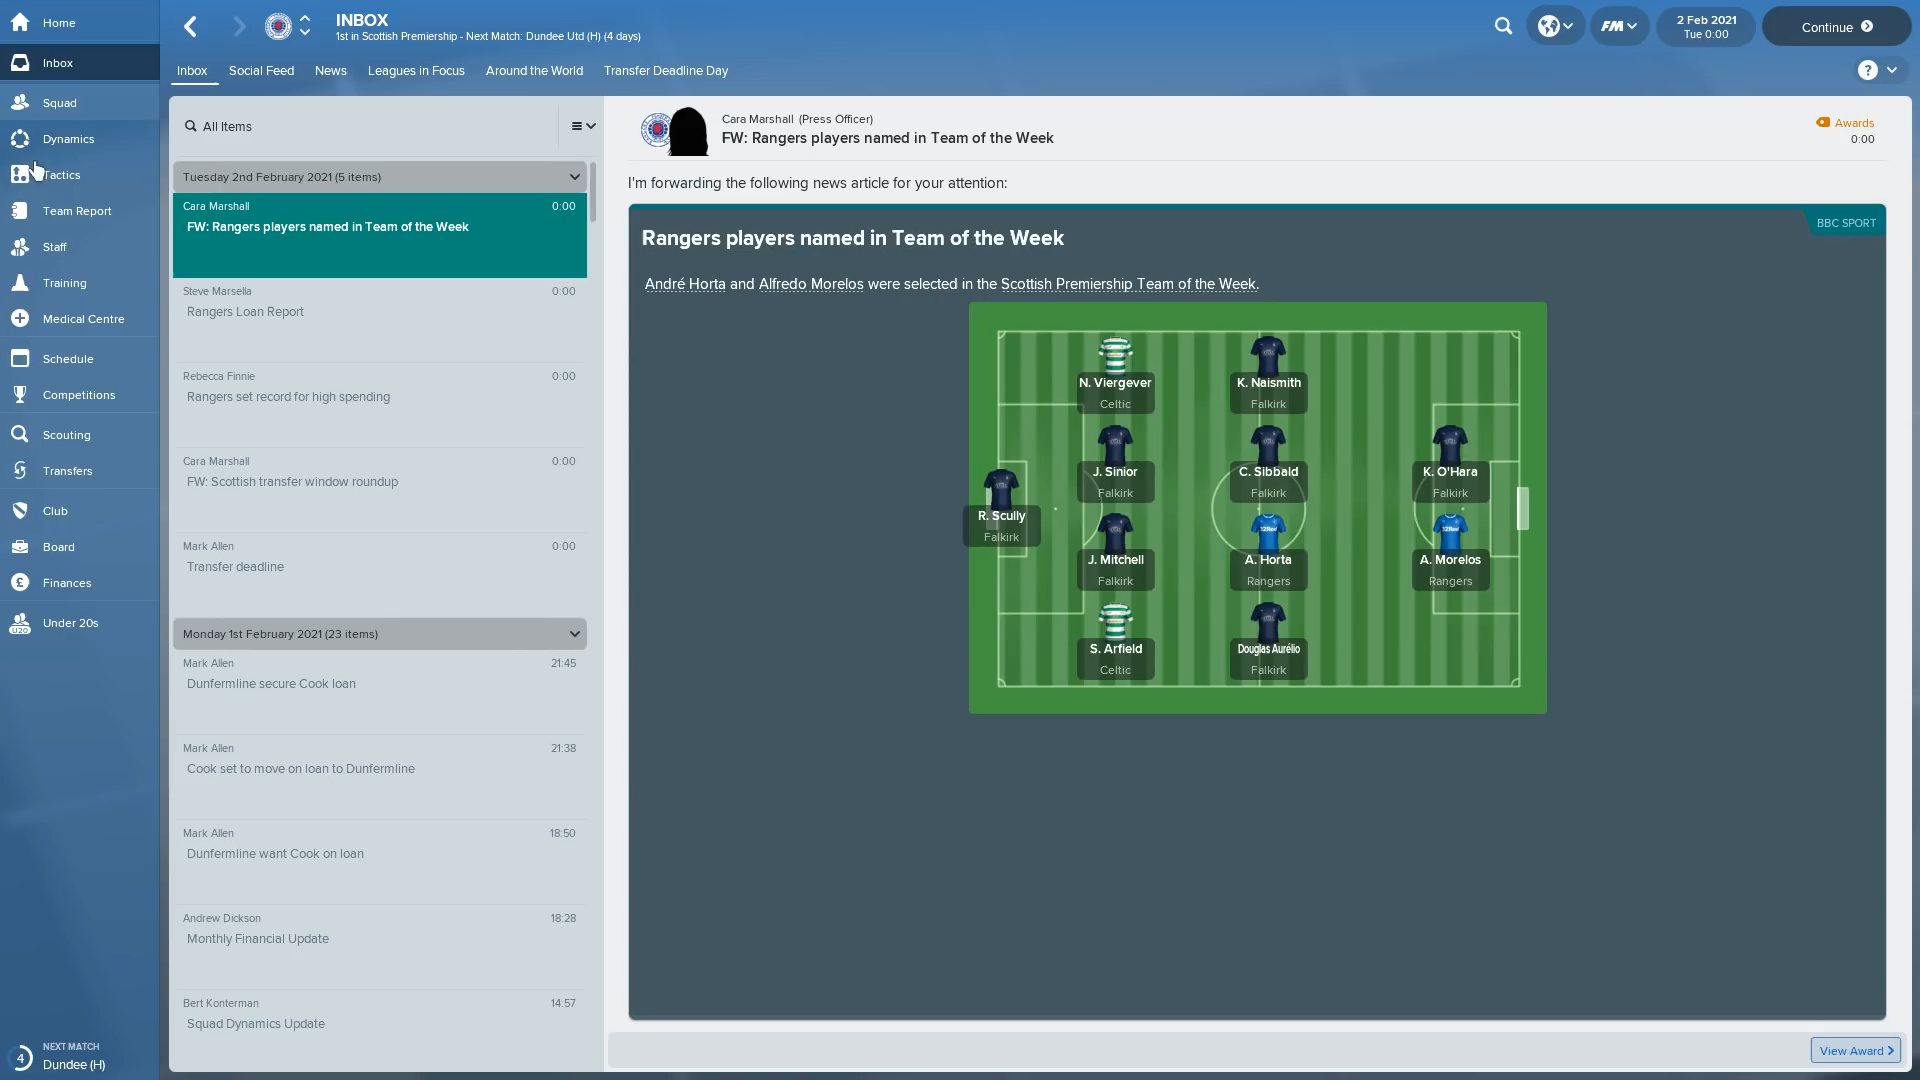 Home
Inbox
Squad
Dynamics
Tactics
Team Report
Staff
Training
Medical Centre
Schedule
Competitions
Scouting
Transfers
Club
Board
£
Finances
U20
Under 20s
4
NEXT MATCH
Dundee (H)
INBOX
1st in Scottish Premiership - Next Match: Dundee Utd (H) (4 days)
FM
2 Feb 2021
Tue 0:00
Continue
Inbox
Social Feed
News
Leagues in Focus
Around the World
Transfer Deadline Day
?
All Items
Tuesday 2nd February 2021 (5 items)
Cara Marshall 0:00
FW: Rangers players named in Team of the Week
Steve Marsella 0:00
Rangers Loan Report
Rebecca Finnie 0:00
Rangers set record for high spending
Cara Marshall 0:00
FW: Scottish transfer window roundup
Mark Allen 0:00
Transfer deadline
Monday 1st February 2021 (23 items)
Mark Allen 21:45
Dunfermline secure Cook loan
Mark Allen 21:38
Cook set to move on loan to Dunfermline
Mark Allen 18:50
Dunfermline want Cook on loan
Andrew Dickson 18:28
Monthly Financial Update
Bert Konterman 14:57
Squad Dynamics Update
Cara Marshall (Press Officer)
FW: Rangers players named in Team of the Week
Awards
0:00
I'm forwarding the following news article for your attention:
BBC SPORT
Rangers players named in Team of the Week
André Horta and Alfredo Morelos were selected in the Scottish Premiership Team of the Week.
N. Viergever
Celtic
K. Naismith
Falkirk
J. Sinior
Falkirk
C. Sibbald
Falkirk
K. O'Hara
Falkirk
R. Scully
Falkirk
J. Mitchell
Falkirk
A. Horta
Rangers
A. Morelos
Rangers
S. Arfield
Celtic
Douglas Aurélio
Falkirk
View Award